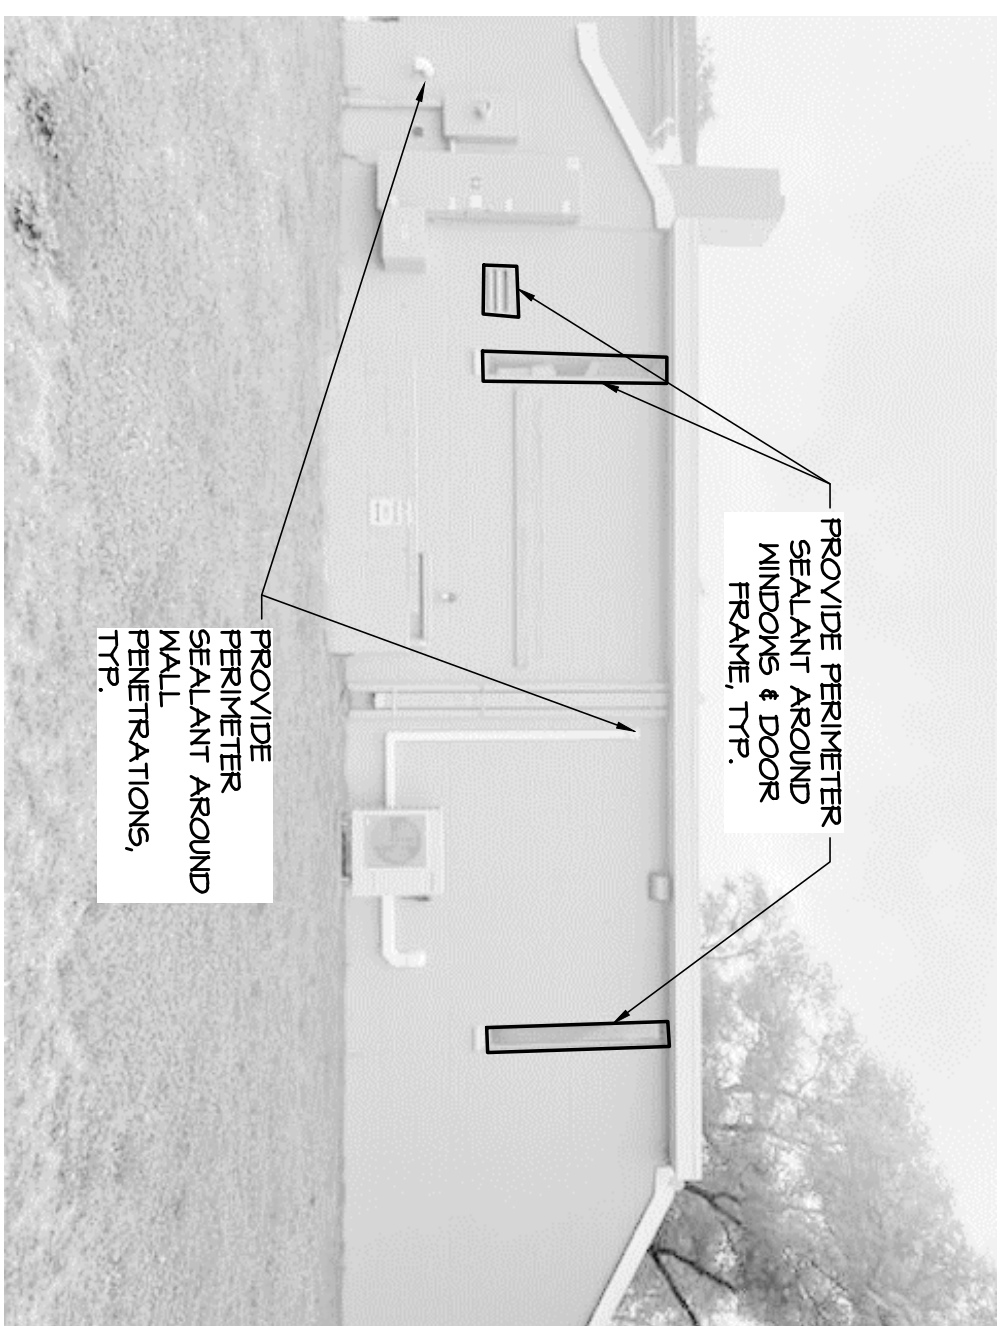 PROVIDE PERIMETER
SEALANT AROUND
WINDOWS & DOOR
FRAME, TYP.
PROVIDE
PERIMETER
SEALANT AROUND
WALL
PENETRATIONS,
TYP.